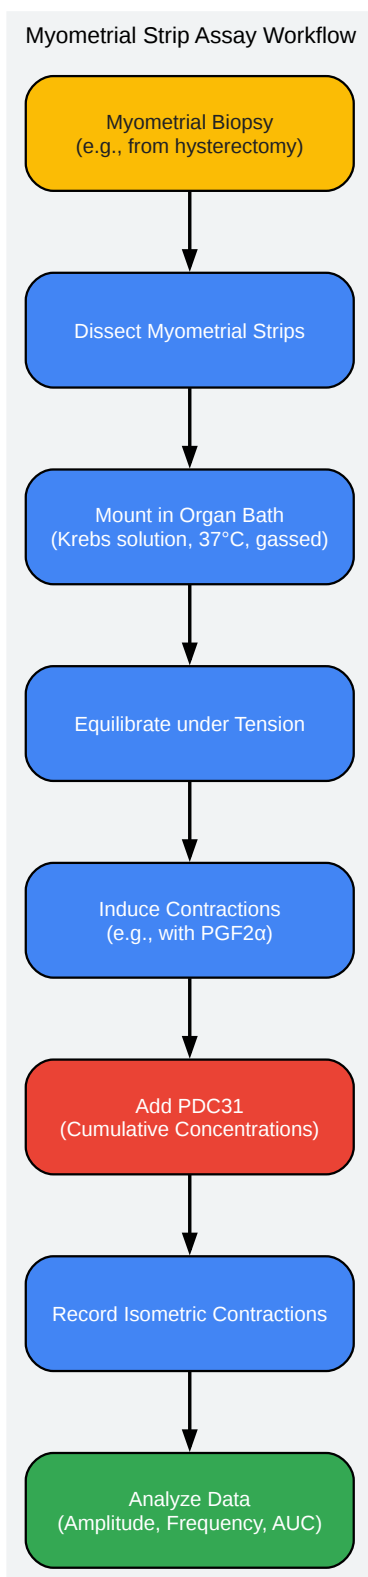 Myometrial Strip Assay Workflow
Myometrial Biopsy
(e.g., from hysterectomy)
Dissect Myometrial Strips
Mount in Organ Bath
(Krebs solution, 37°C, gassed)
Equilibrate under Tension
Induce Contractions
(e.g., with PGF2α)
Add PDC31
(Cumulative Concentrations)
Record Isometric Contractions
Analyze Data
(Amplitude, Frequency, AUC)